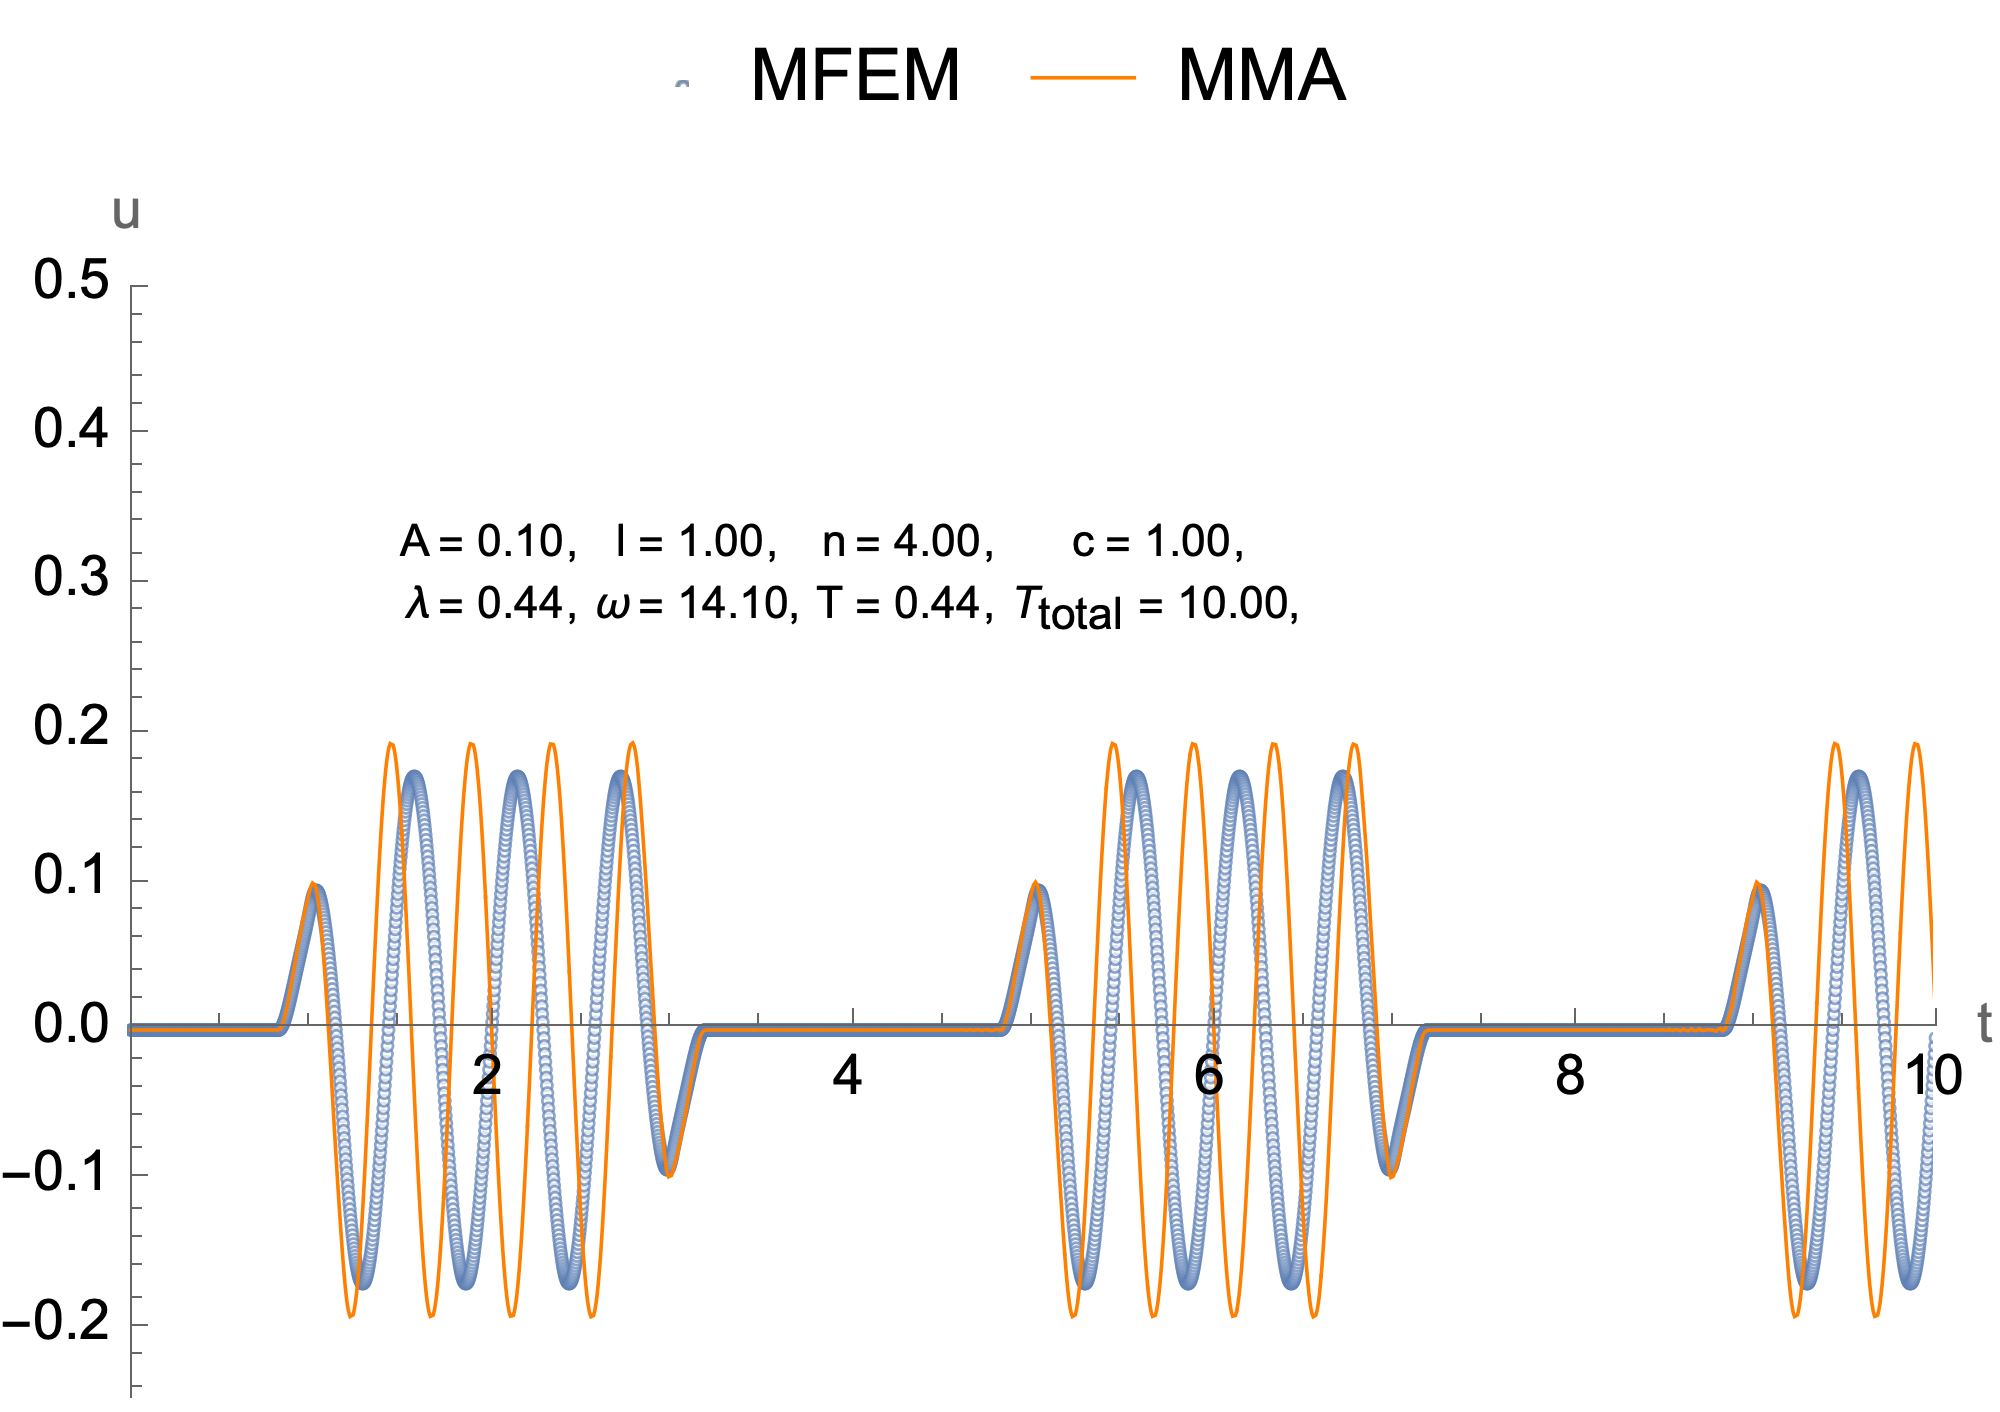 MFEM MMA
u
0.5
0.4
A = 0.10, l = 1.00, n = 4.00, c = 1.00,
0.3
λ = 0.44, ω = 14.10, T = 0.44, Ttotal = 10.00,
0.2
0.1
0.0 t
2 4 6 8 10
−0.1
−0.2